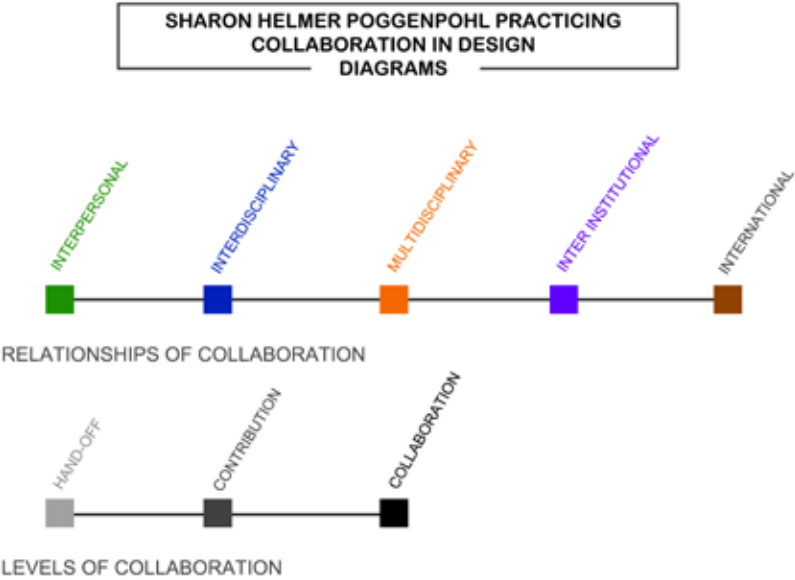 SHARON HELMER POGGENPOHL PRACTICING
COLLABORATION IN DESIGN
DIAGRAMS
INTERPERSONAL
INTERDISCIPLINARY
MULTIDISCIPLINARY
INTER INSTITUTIONAL
INTERNATIONAL
RELATIONSHIPS OF COLLABORATION
HAND-OFF
CONTRIBUTION
COLLABORATION
LEVELS OF COLLABORATION